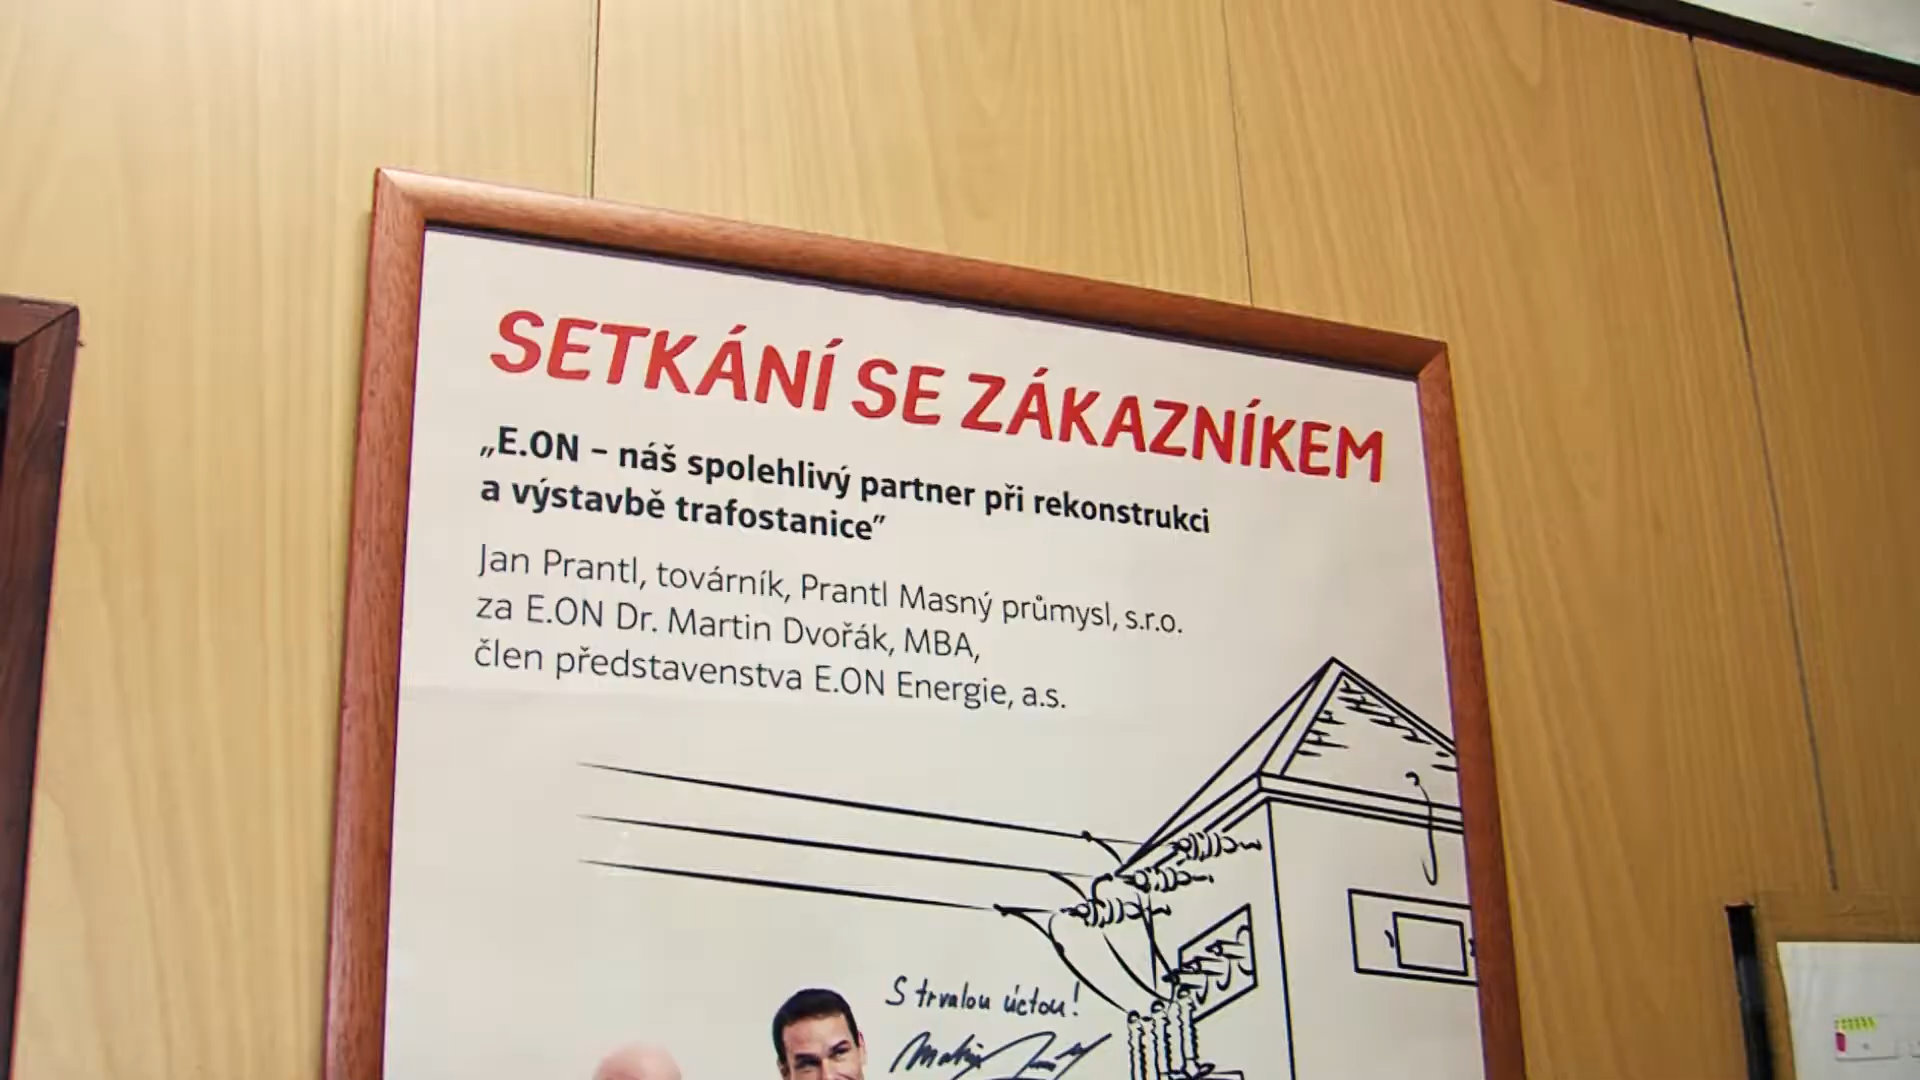 SETKÁNÍ SE ZÁKAZNÍKEM
„E.ON – náš spolehlivý partner při rekonstrukci
a výstavbě trafostanice”
Jan Prantl, továrník, Prantl Masný průmysl, s.r.o.
za E.ON Dr. Martin Dvořák, MBA,
člen představenstva E.ON Energie, a.s.
S trvalou úctou!